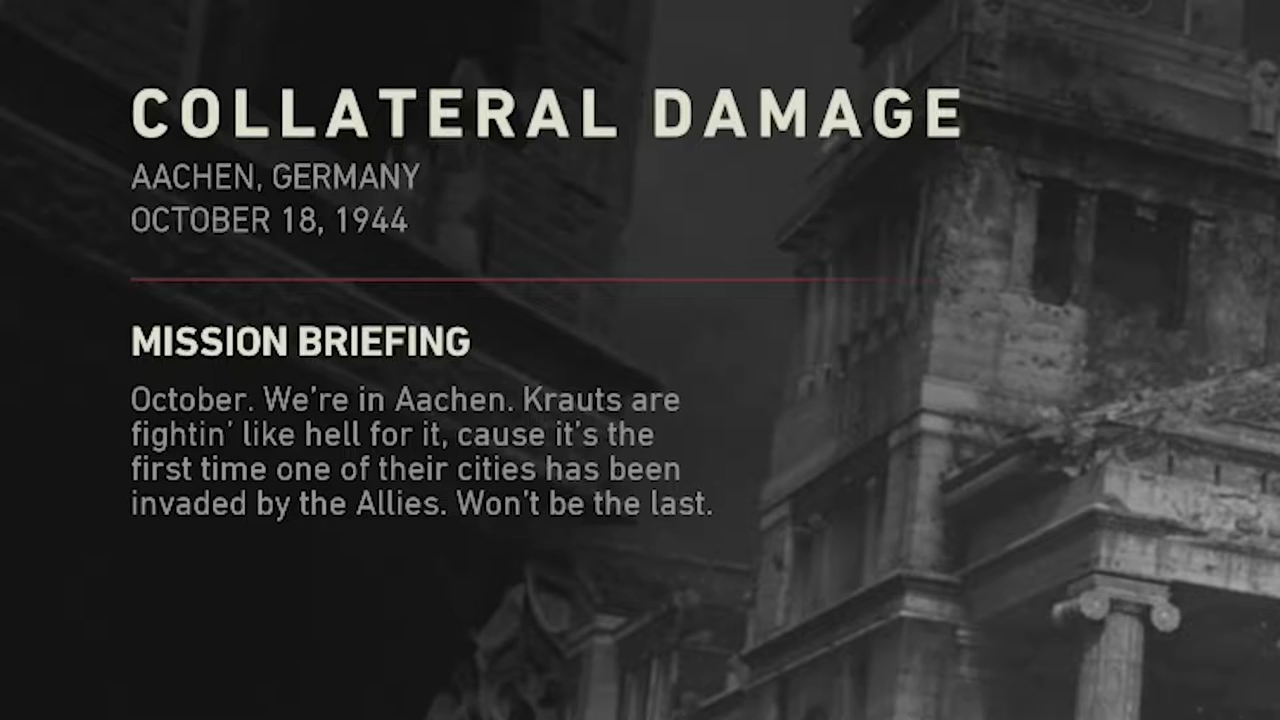 COLLATERAL DAMAGE
AACHEN, GERMANY
OCTOBER 18, 1944
MISSION BRIEFING
October. We're in Aachen. Krauts are
fightin' like hell for it, cause it's the
first time one of their cities has been
invaded by the Allies. Won't be the last.